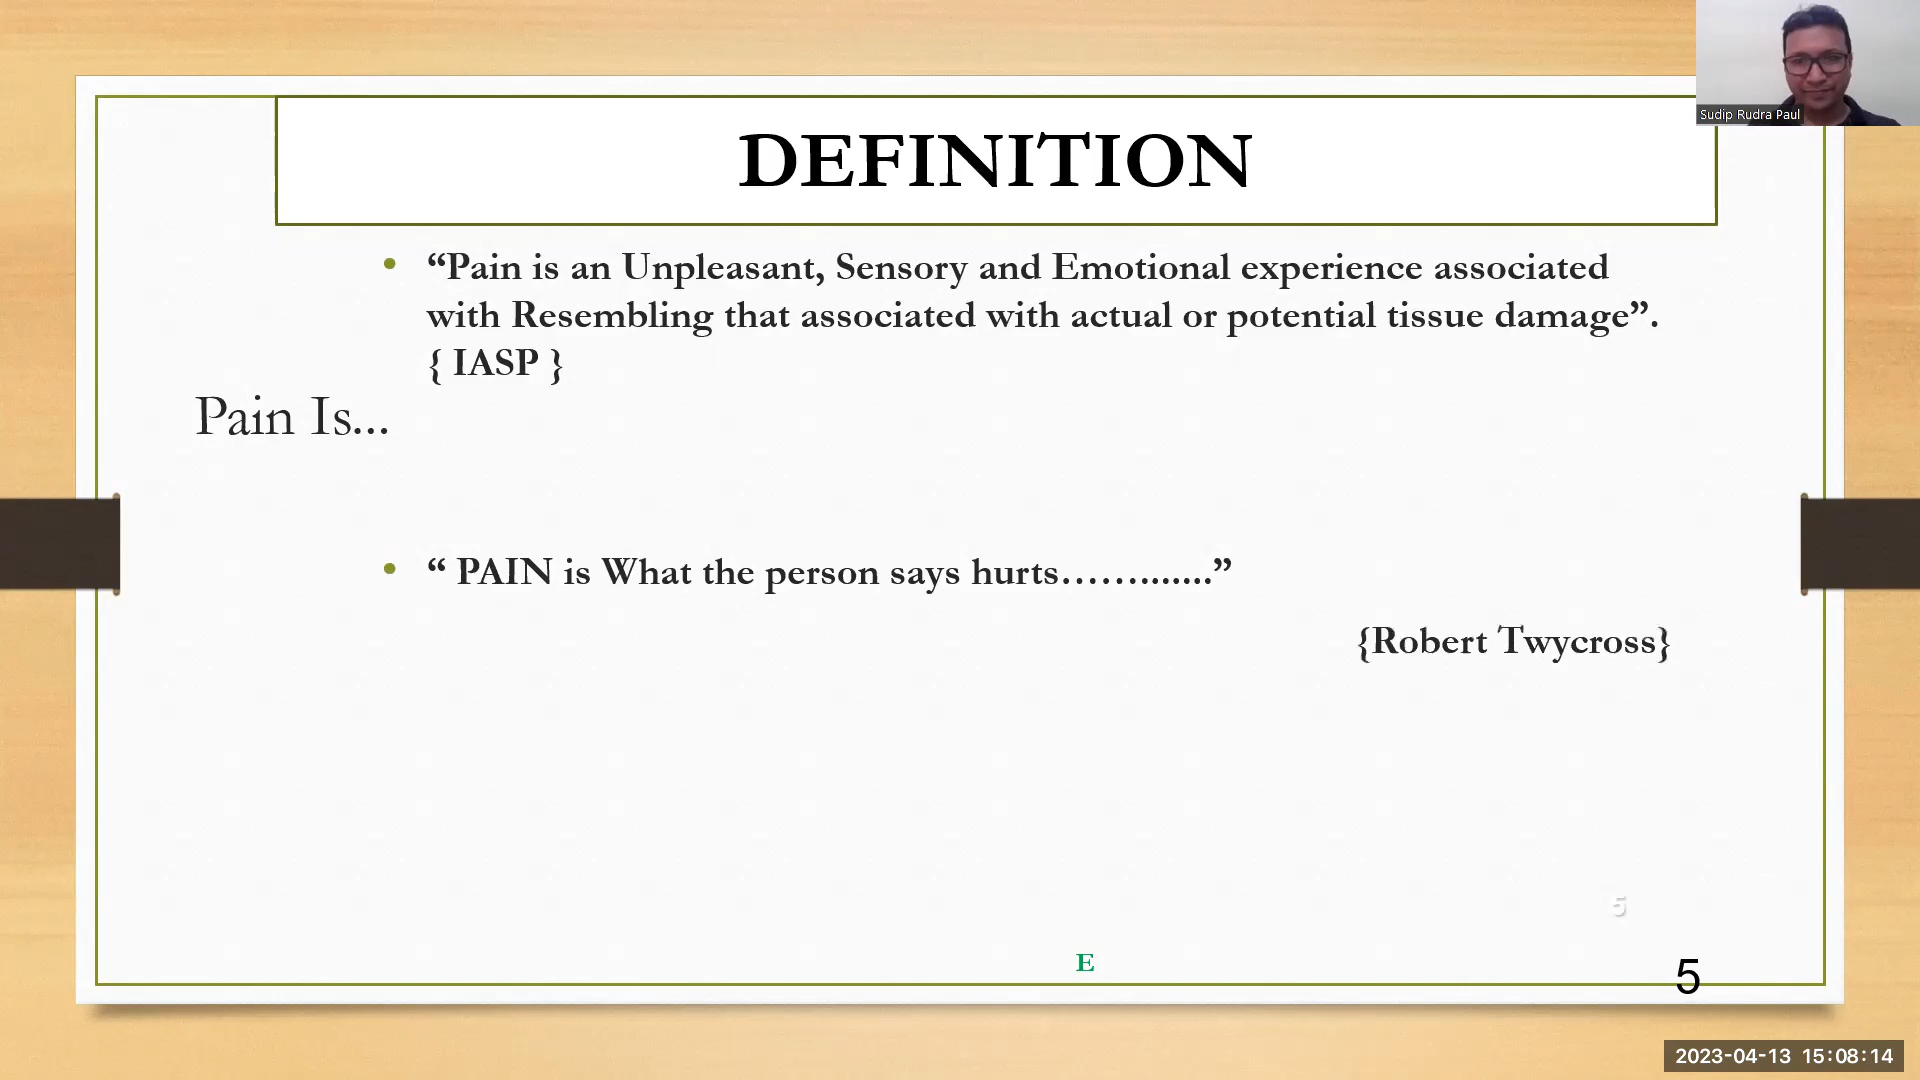 Sudip Rudra Paul
DEFINITION
• “Pain is an Unpleasant, Sensory and Emotional experience associated
with Resembling that associated with actual or potential tissue damage”.
{ IASP }
Pain Is...
• “ PAIN is What the person says hurts…….......”
{Robert Twycross}
5
E
5
2023-04-13 15:08:14